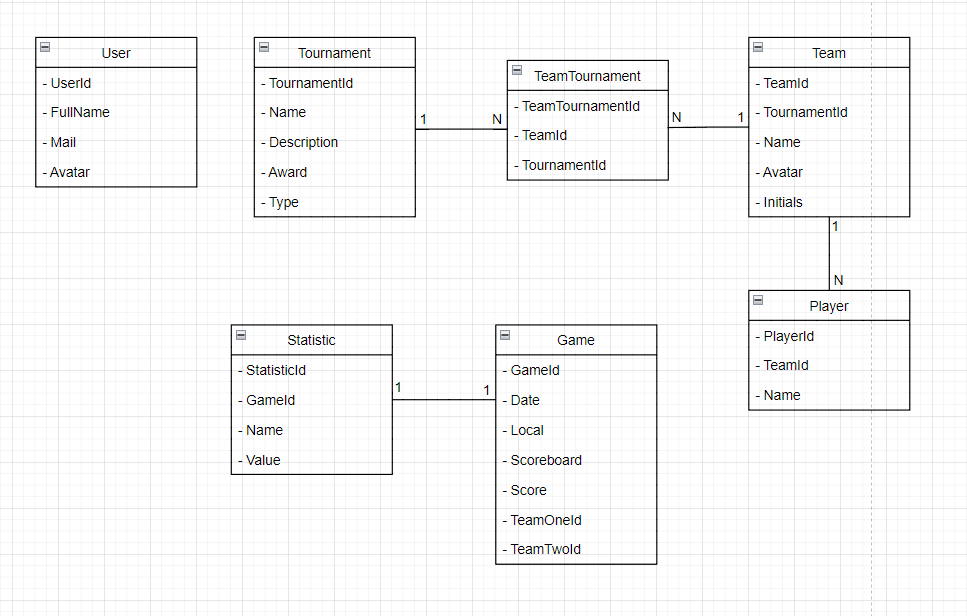 User
- UserId
- FullName
- Mail
- Avatar
Tournament
- TournamentId
- Name
- Description
- Award
- Type
1
N
TeamTournament
- TeamTournamentId
- TeamId
- TournamentId
N
1
Team
- TeamId
- TournamentId
- Name
- Avatar
- Initials
1
N
Player
- PlayerId
- TeamId
- Name
Statistic
- StatisticId
- GameId
- Name
- Value
1
1
Game
- GameId
- Date
- Local
- Scoreboard
- Score
- TeamOneId
- TeamTwoId